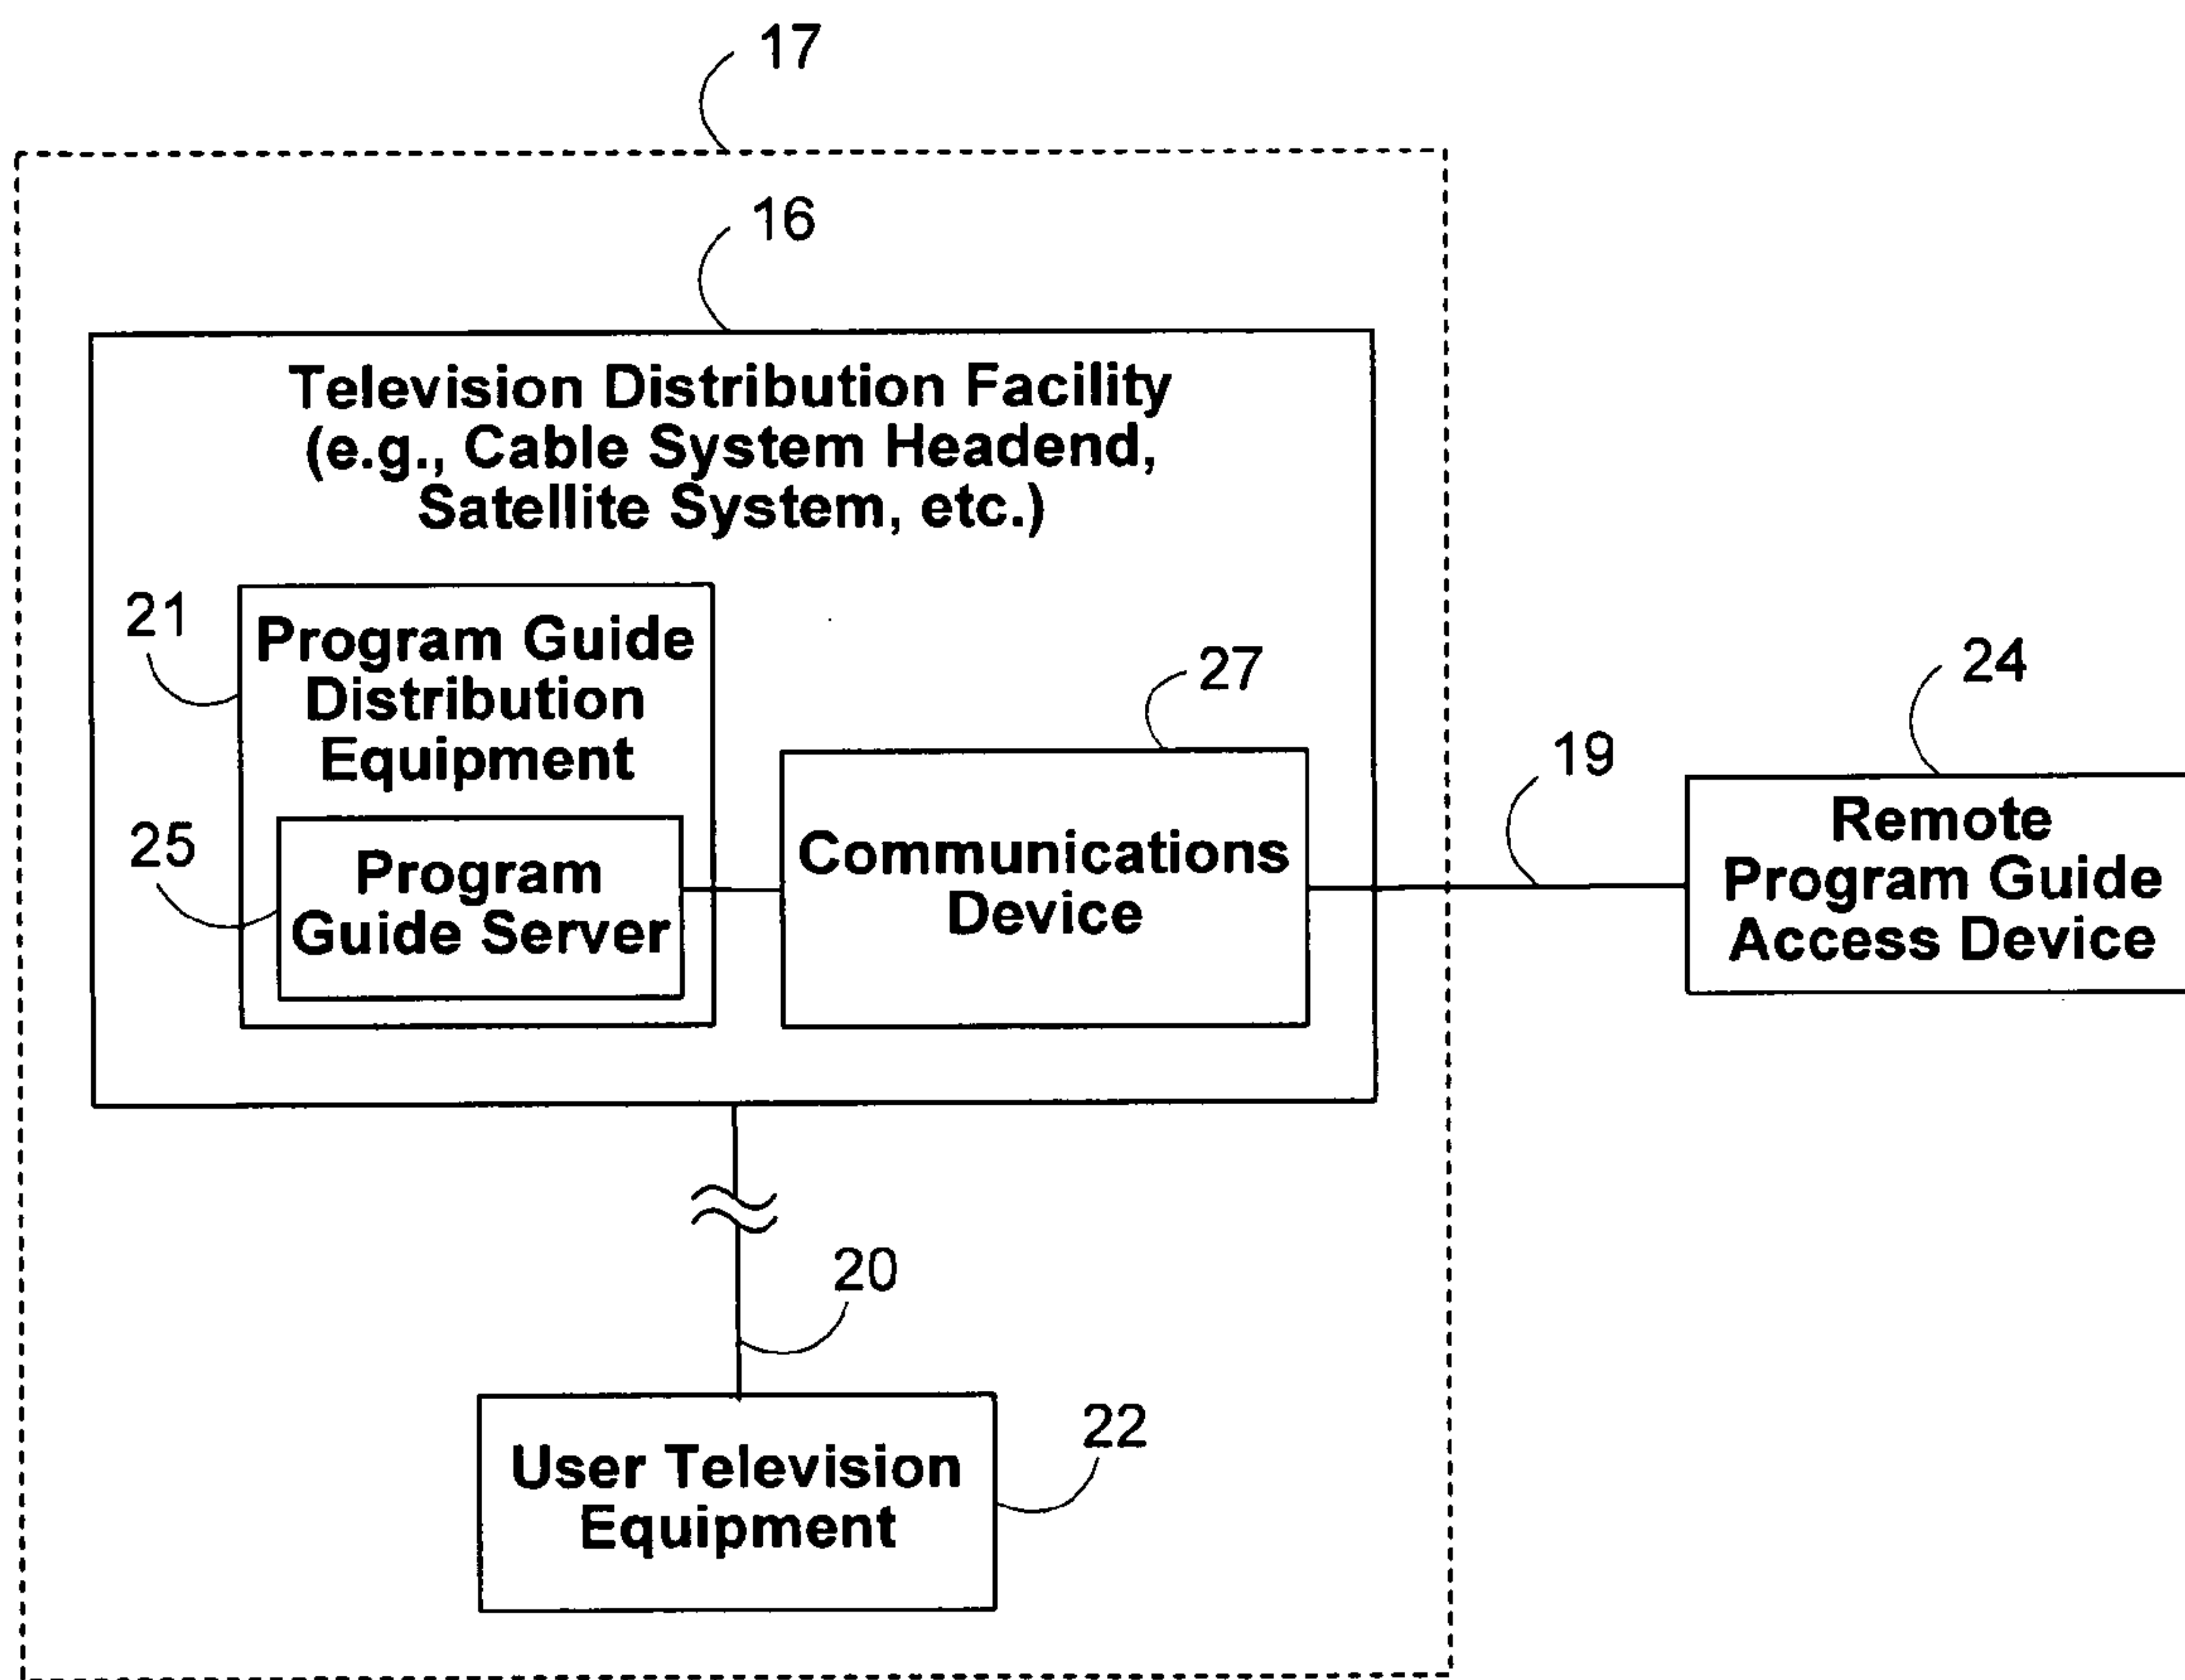 17
16
Television Distribution Facility
(e.g., Cable System Headend,
Satellite System, etc.)
21
Program Guide
Distribution
Equipment
27
24
19
25
Program
Guide Server
Communications
Device
Remote
Program Guide
Access Device
20
22
User Television
Equipment